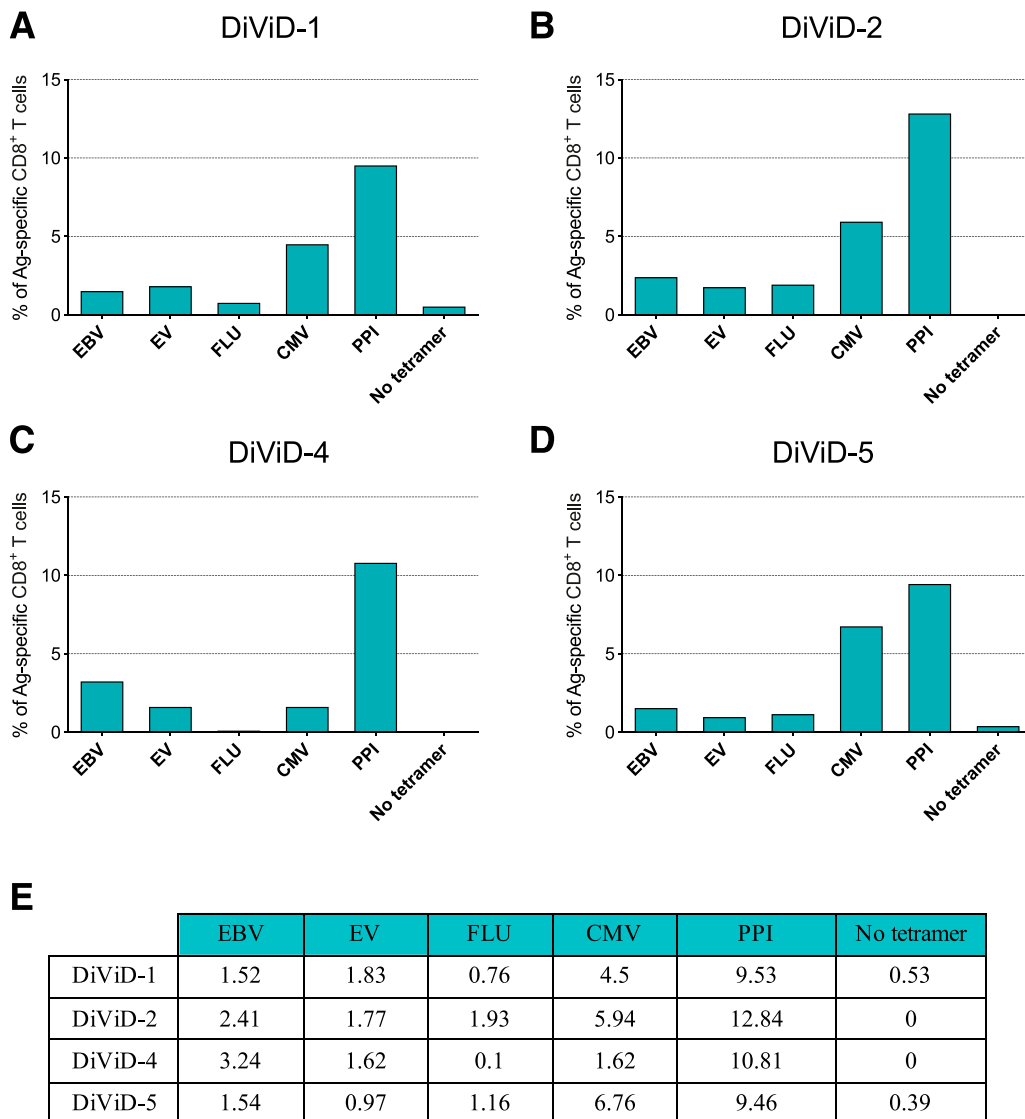 A
DiViD-1
% of Ag-specific CD8+ T cells
15
10
5
0
EBV
EV
FLU
CMV
PPI
No tetramer
B
DiViD-2
% of Ag-specific CD8+ T cells
15
10
5
0
EBV
EV
FLU
CMV
PPI
No tetramer
C
DiViD-4
% of Ag-specific CD8+ T cells
15
10
5
0
EBV
EV
FLU
CMV
PPI
No tetramer
D
DiViD-5
% of Ag-specific CD8+ T cells
15
10
5
0
EBV
EV
FLU
CMV
PPI
No tetramer
E
EBV EV FLU CMV PPI No tetramer
DiViD-1 1.52 1.83 0.76 4.5 9.53 0.53
DiViD-2 2.41 1.77 1.93 5.94 12.84 0
DiViD-4 3.24 1.62 0.1 1.62 10.81 0
DiViD-5 1.54 0.97 1.16 6.76 9.46 0.39